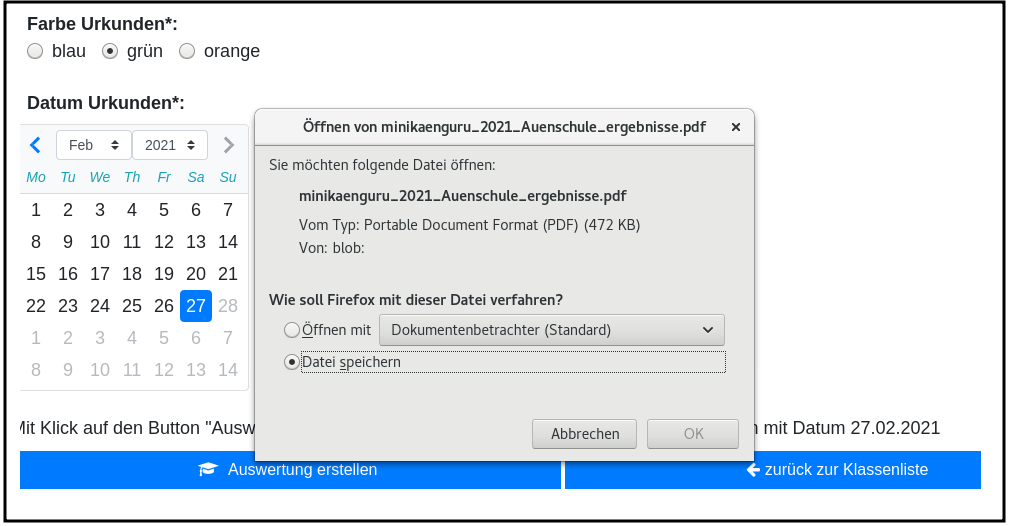 Farbe Urkunden*:
blau grün orange
Datum Urkunden*:
Feb 2021
Mo Tu We Th Fr Sa Su
1 2 3 4 5 6 7
8 9 10 11 12 13 14
15 16 17 18 19 20 21
22 23 24 25 26 27 28
1 2 3 4 5 6 7
8 9 10 11 12 13 14
Öffnen von minikaenguru_2021_Auenschule_ergebnisse.pdf
Sie möchten folgende Datei öffnen:
minikaenguru_2021_Auenschule_ergebnisse.pdf
Vom Typ: Portable Document Format (PDF) (472 KB)
Von: blob:
Wie soll Firefox mit dieser Datei verfahren?
Öffnen mit Dokumentenbetrachter (Standard)
Datei speichern
Abbrechen OK
Mit Klick auf den Button "Ausw n mit Datum 27.02.2021
Auswertung erstellen zurück zur Klassenliste